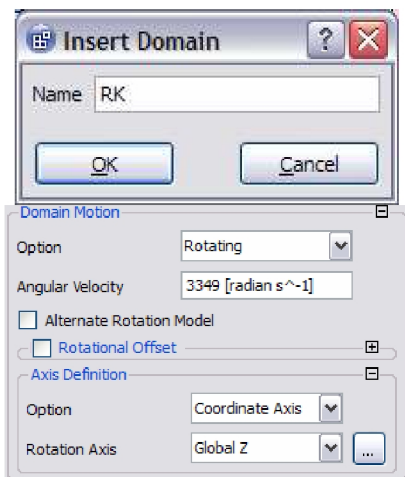 Insert Domain
Name RK
OK Cancel
Domain Motion
Option Rotating
Angular Velocity 3349 [radian s^-1]
Alternate Rotation Model
Rotational Offset
Axis Definition
Option Coordinate Axis
Rotation Axis Global Z ...